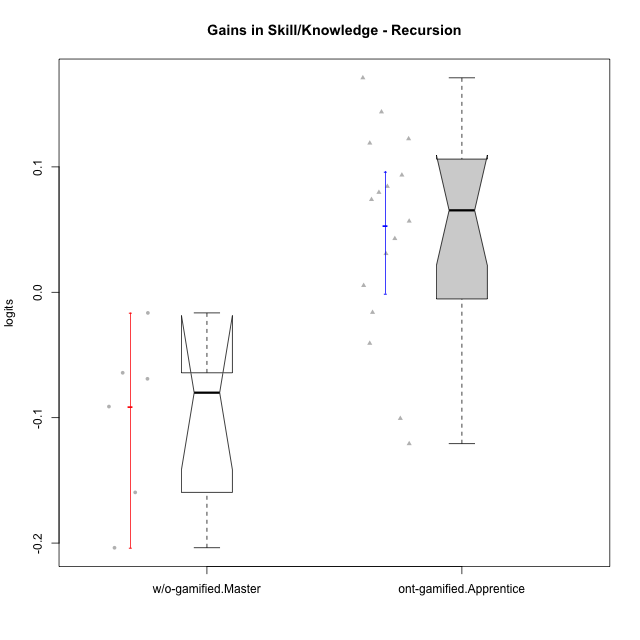 Gains in Skill/Knowledge - Recursion
logits
0.1
0.0
-0.1
-0.2
w/o-gamified.Master
ont-gamified.Apprentice